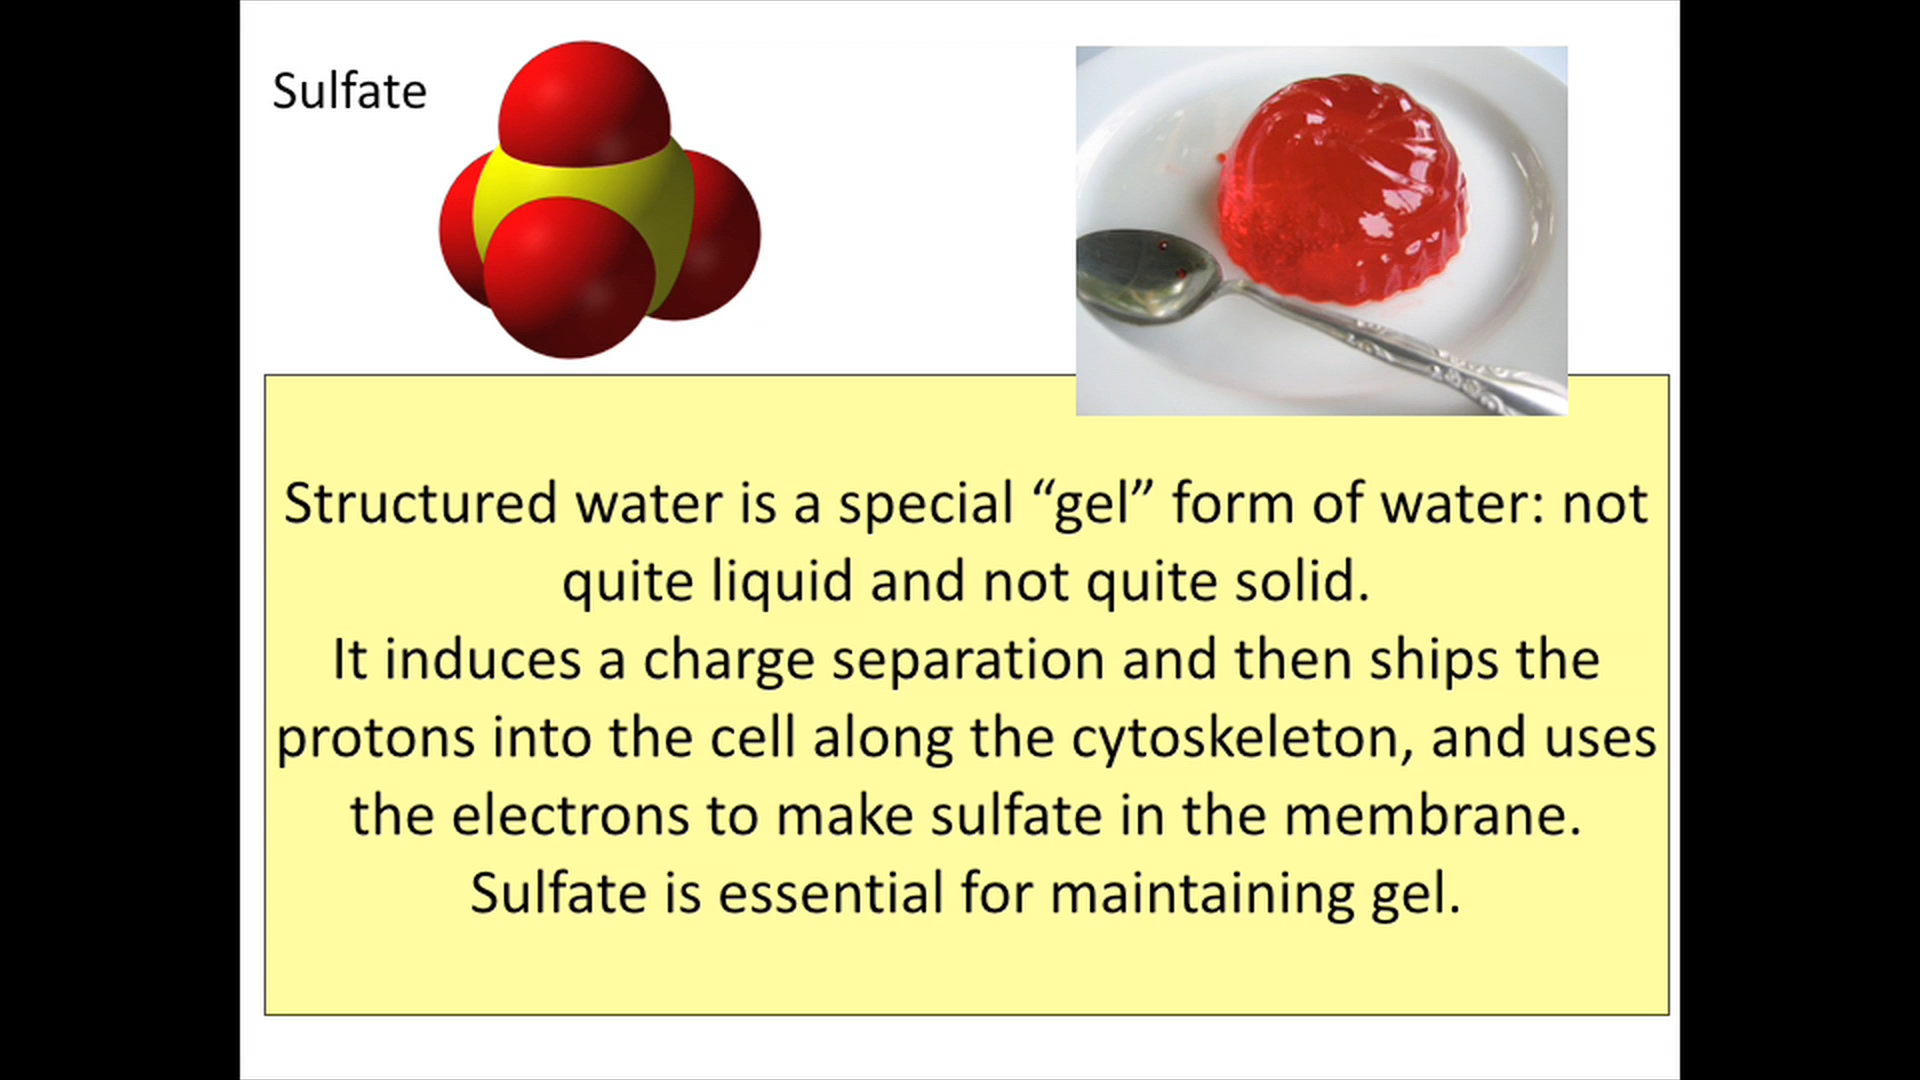 Sulfate
Structured water is a special “gel” form of water: not
quite liquid and not quite solid.
It induces a charge separation and then ships the
protons into the cell along the cytoskeleton, and uses
the electrons to make sulfate in the membrane.
Sulfate is essential for maintaining gel.